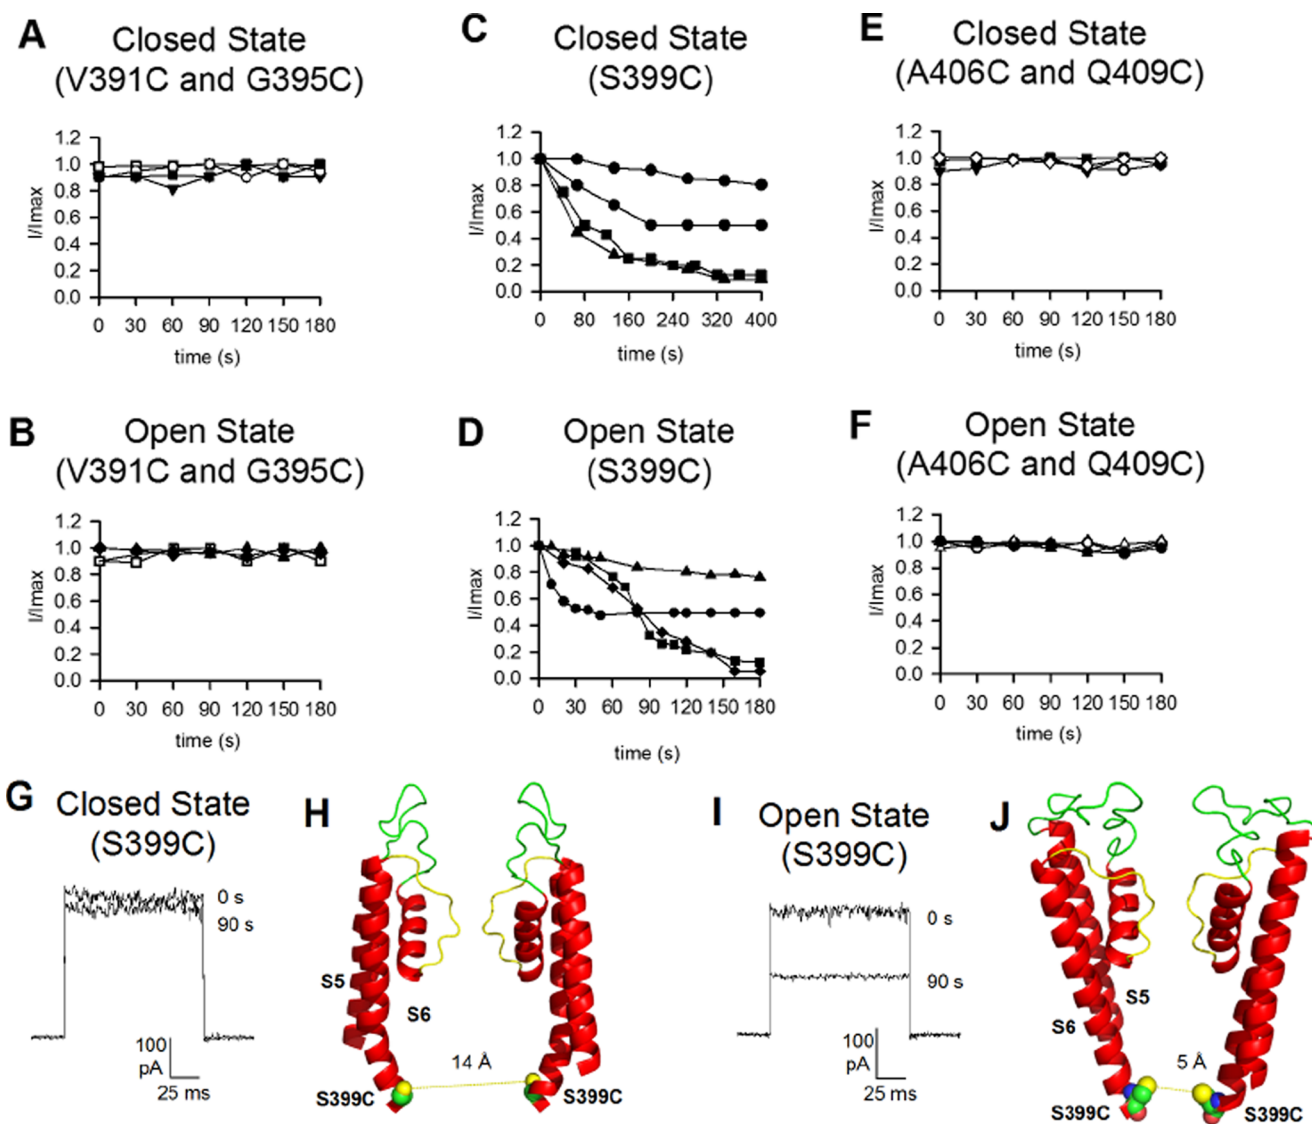 A
Closed State
(V391C and G395C)
I/Imax
1.2
1.0
0.8
0.6
0.4
0.2
0.0
0 30 60 90 120 150 180
time (s)
C
Closed State
(S399C)
I/Imax
1.2
1.0
0.8
0.6
0.4
0.2
0.0
0 80 160 240 320 400
time (s)
E
Closed State
(A406C and Q409C)
I/Imax
1.2
1.0
0.8
0.6
0.4
0.2
0.0
0 30 60 90 120 150 180
time (s)
B
Open State
(V391C and G395C)
I/Imax
1.2
1.0
0.8
0.6
0.4
0.2
0.0
0 30 60 90 120 150 180
time (s)
D
Open State
(S399C)
I/Imax
1.2
1.0
0.8
0.6
0.4
0.2
0.0
0 30 60 90 120 150 180
time (s)
F
Open State
(A406C and Q409C)
I/Imax
1.2
1.0
0.8
0.6
0.4
0.2
0.0
0 30 60 90 120 150 180
time (s)
G
Closed State
(S399C)
0 s
90 s
100
pA
25 ms
H
S5
S6
14 Å
S399C
S399C
I
Open State
(S399C)
0 s
90 s
100
pA
25 ms
J
S5
S6
5 Å
S399C
S399C